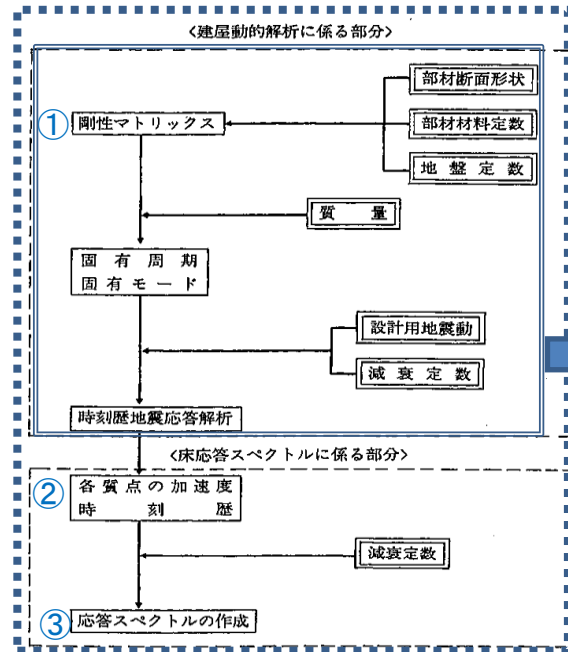 <建屋動的解析に係る部分>
部材断面形状
① 剛性マトリックス
部材材料定数
地盤定数
質量
固有周期
固有モード
設計用地震動
減衰定数
時刻歴地震応答解析
<床応答スペクトルに係る部分>
② 各質点の加速度
時刻歴
減衰定数
③ 応答スペクトルの作成